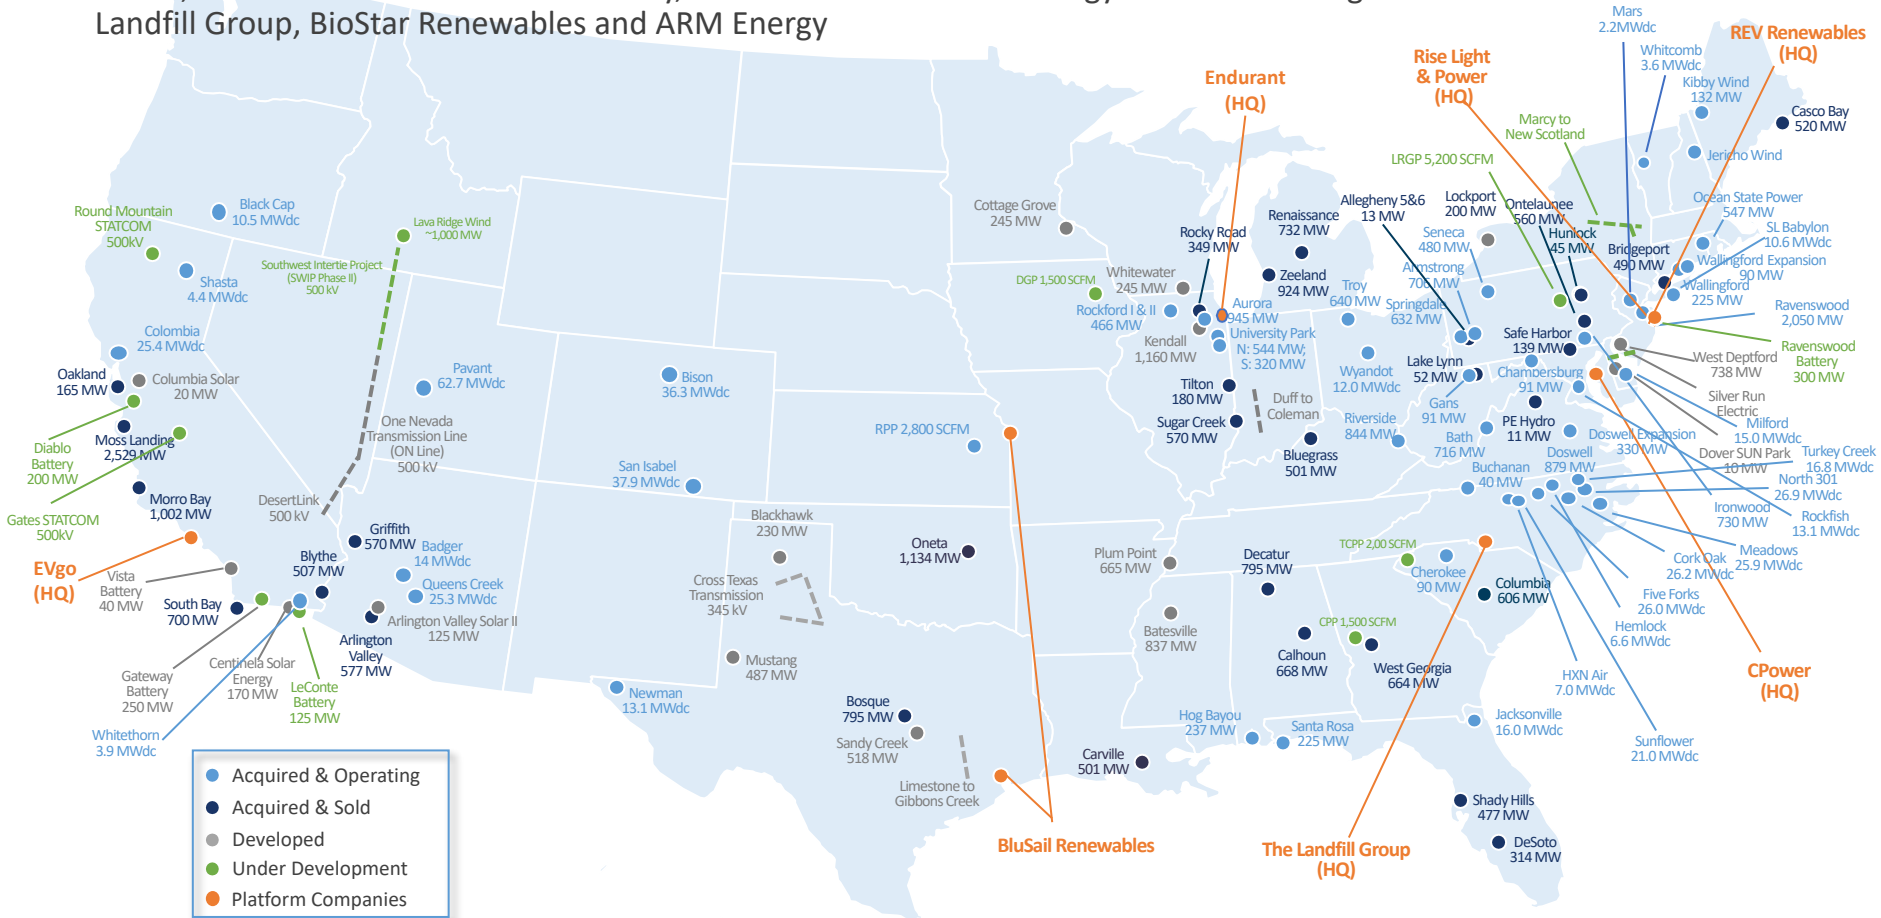 Landfill Group, BioStar Renewables and ARM Energy
Mars
2.2MWdc
REV Renewables
(HQ)
Whitcomb
3.6 MWdc
Rise Light
& Power
(HQ)
Endurant
(HQ)
Kibby Wind
132 MW
Casco Bay
520 MW
Marcy to
New Scotland
Jericho Wind
LRGP 5,200 SCFM
Black Cap
10.5 MWdc
Round Mountain
STATCOM
500kV
Lava Ridge Wind
~1,000 MW
Cottage Grove
245 MW
Renaissance
732 MW
Allegheny 5&6
13 MW
Lockport
200 MW
Ontelaunee
560 MW
Ocean State Power
547 MW
Rocky Road
349 MW
Seneca
480 MW
Hunlock
45 MW
SL Babylon
10.6 MWdc
Bridgeport
490 MW
Wallingford Expansion
90 MW
Southwest Intertie Project
(SWIP Phase II)
500 kV
Shasta
4.4 MWdc
DGP 1,500 SCFM
Whitewater
245 MW
Zeeland
924 MW
Armstrong
706 MW
Troy
640 MW
Wallingford
225 MW
Rockford I & II
466 MW
Aurora
945 MW
Springdale
632 MW
Ravenswood
2,050 MW
Colombia
25.4 MWdc
Kendall
1,160 MW
University Park
N: 544 MW;
S: 320 MW
Safe Harbor
139 MW
Ravenswood
Battery
300 MW
Oakland
165 MW
Columbia Solar
20 MW
Pavant
62.7 MWdc
Bison
36.3 MWdc
Tilton
180 MW
Wyandot
12.0 MWdc
Lake Lynn
52 MW
Chambersburg
91 MW
West Deptford
738 MW
Duff to
Coleman
Gans
91 MW
Silver Run
Electric
Moss Landing
2,529 MW
One Nevada
Transmission Line
(ON Line)
500 kV
RPP 2,800 SCFM
Sugar Creek
570 MW
Riverside
844 MW
PE Hydro
11 MW
Milford
15.0 MWdc
Diablo
Battery
200 MW
Bluegrass
501 MW
Bath
716 MW
Doswell Expansion
330 MW
Doswell
879 MW
Dover SUN Park
10 MW
Turkey Creek
16.8 MWdc
San Isabel
37.9 MWdc
Buchanan
40 MW
North 301
26.9 MWdc
Morro Bay
1,002 MW
DesertLink
500 kV
Ironwood
730 MW
Rockfish
13.1 MWdc
Gates STATCOM
500kV
Griffith
570 MW
Blackhawk
230 MW
Oneta
1,134 MW
Plum Point
665 MW
Decatur
795 MW
TCPP 2,00 SCFM
Cherokee
90 MW
Cork Oak
26.2 MWdc
Meadows
25.9 MWdc
Badger
14 MWdc
Blythe
507 MW
EVgo
(HQ)
Vista
Battery
40 MW
Queens Creek
25.3 MWdc
Cross Texas
Transmission
345 kV
Columbia
606 MW
Five Forks
26.0 MWdc
South Bay
700 MW
Arlington Valley Solar II
125 MW
Batesville
837 MW
CPP 1,500 SCFM
Hemlock
6.6 MWdc
Arlington
Valley
577 MW
Gateway
Battery
250 MW
Centinela Solar
Energy
170 MW
LeConte
Battery
125 MW
Mustang
487 MW
Calhoun
668 MW
West Georgia
664 MW
HXN Air
7.0 MWdc
CPower
(HQ)
Newman
13.1 MWdc
Bosque
795 MW
Hog Bayou
237 MW
Santa Rosa
225 MW
Jacksonville
16.0 MWdc
Whitethorn
3.9 MWdc
Sandy Creek
518 MW
Carville
501 MW
Sunflower
21.0 MWdc
Limestone to
Gibbons Creek
Acquired & Operating
Acquired & Sold
Developed
Under Development
Platform Companies
Shady Hills
477 MW
BluSail Renewables
The Landfill Group
(HQ)
DeSoto
314 MW